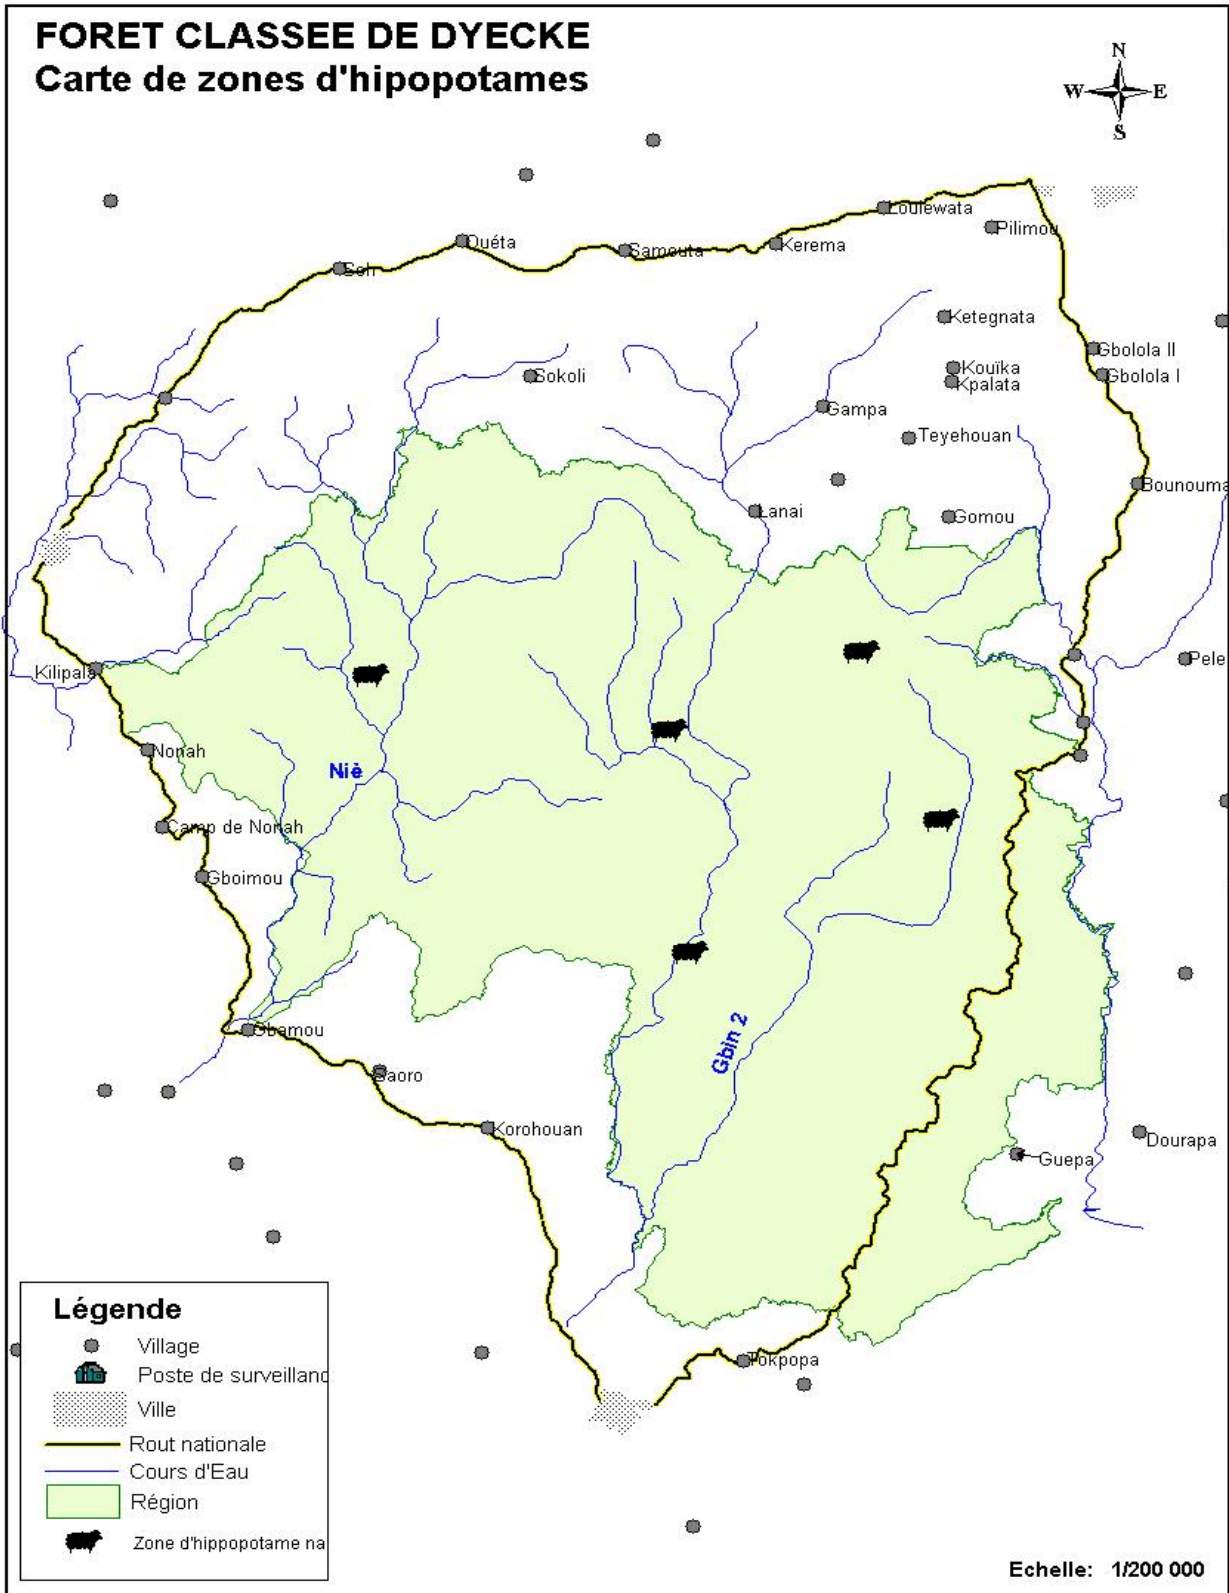 FORET CLASSEE DE DYECKE
Carte de zones d'hipopotames
N
W E
S
Loulewata
Pilimou
Ouéta
Samouta
Kerema
Soh
Ketegnata
Gbolola II
Kouïka
Gbolola I
Sokoli
Kpalata
Gampa
Teyehouan
Bounouma
Lanai
Gomou
Kilipala
Pele
Nonah
Niè
Camp de Nonah
Gboimou
Gbamou
Gbin 2
Baoro
Korohouan
Dourapa
Guepa
Tokpopa
Légende
Village
Poste de surveillanc
Ville
Rout nationale
Cours d'Eau
Région
Zone d'hippopotame na
Echelle: 1/200 000